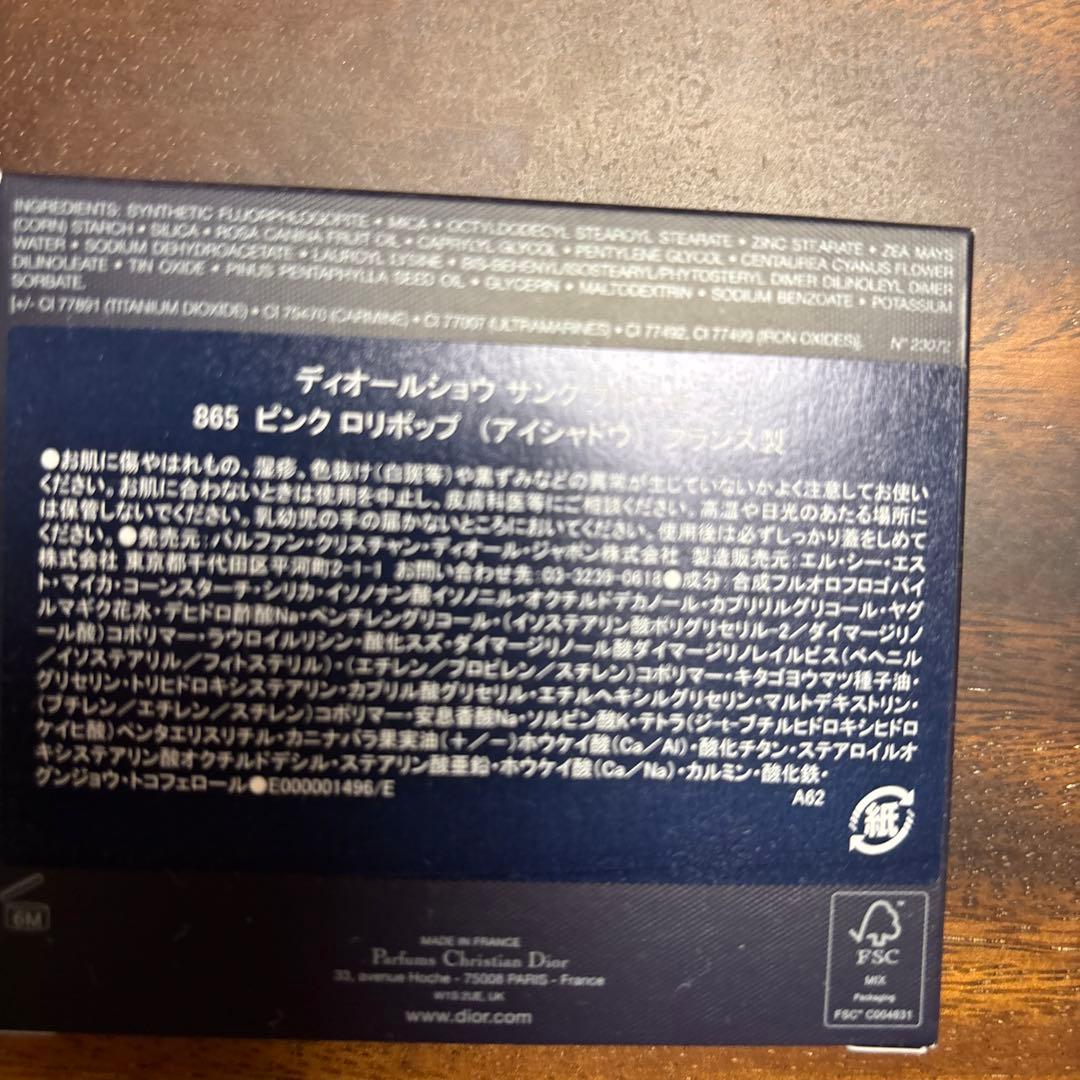 INGREDIENTS: SYNTHETIC FLUORPHLOGOPITE • MICA • OCTYLDODECYL STEAROYL STEARATE • ZINC STEARATE • ZEA MAYS
(CORN) STARCH • SILICA • ROSA CANINA FRUIT OIL • CAPRYLYL GLYCOL • PENTYLENE GLYCOL • CENTAUREA CYANUS FLOWER
WATER • SODIUM DEHYDROACETATE • LAUROYL LYSINE • BIS-BEHENYL/ISOSTEARYL/PHYTOSTERYL DIMER DILINOLEYL DIMER
DILINOLEATE • TIN OXIDE • PINUS PENTAPHYLLA SEED OIL • GLYCERIN • MALTODEXTRIN • SODIUM BENZOATE • POTASSIUM
SORBATE.
[+/- CI 77891 (TITANIUM DIOXIDE) • CI 75470 (CARMINE) • CI 77007 (ULTRAMARINES) • CI 77492, CI 77499 (IRON OXIDES)]. N° 23072
ディオールショウ サンク
865 ピンク ロリポップ (アイシャドウ) フランス製
●お肌に傷やはれもの、湿疹、色抜け(白斑等)や黒ずみなどの異常が生じていないかよく注意してお使い
ください。お肌に合わないときは使用を中止し、皮膚科医等にご相談ください。高温や日光のあたる場所に
は保管しないでください。乳幼児の手の届かないところにおいてください。使用後は必ずしっかり蓋をしめて
ください。●発売元:パルファン・クリスチャン・ディオール・ジャポン株式会社 製造販売元:エル・シー・エス
株式会社 東京都千代田区平河町2-1-1 お問い合わせ先:03-3239-0618●成分:合成フルオロフロゴパイ
ト・マイカ・コーンスターチ・シリカ・イソノナン酸イソノニル・オクチルドデカノール・カプリリルグリコール・ヤグ
ルマギク花水・デヒドロ酢酸Na・ペンチレングリコール・(イソステアリン酸ポリグリセリル-2/ダイマージリノ
ール酸)コポリマー・ラウロイルリシン・酸化スズ・ダイマージリノール酸ダイマージリノレイルビス(ベヘニル
/イソステアリル/フィトステリル)・(エチレン/プロピレン/スチレン)コポリマー・キタゴヨウマツ種子油・
グリセリン・トリヒドロキシステアリン・カプリル酸グリセリル・エチルヘキシルグリセリン・マルトデキストリン・
(ブチレン/エチレン/スチレン)コポリマー・安息香酸Na・ソルビン酸K・テトラ(ジ-t-ブチルヒドロキシヒドロ
ケイヒ酸)ペンタエリスリチル・カニナバラ果実油(+/-)ホウケイ酸(Ca/Al)・酸化チタン・ステアロイルオ
キシステアリン酸オクチルドデシル・ステアリン酸亜鉛・ホウケイ酸(Ca/Na)・カルミン・酸化鉄・
グンジョウ・トコフェロール●E000001496/E
A62
紙
6M
MADE IN FRANCE
Parfums Christian Dior
33, avenue Hoche - 75008 PARIS - France
W1S 2UE, UK
www.dior.com
FSC
MIX
Packaging
FSC® C004831